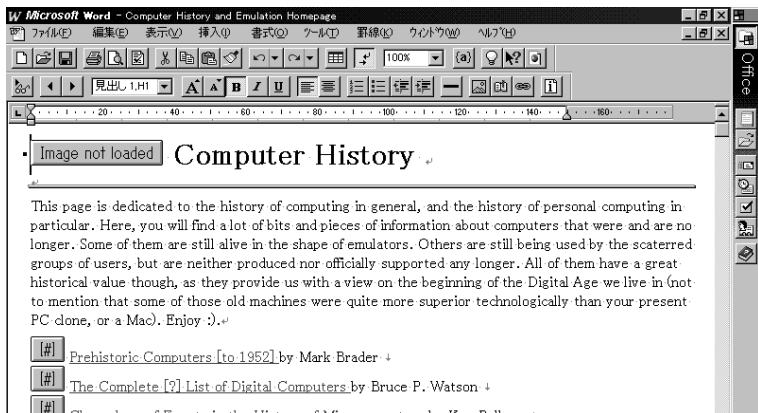 Microsoft Word - Computer History and Emulation Homepage
ファイル(F) 編集(E) 表示(V) 挿入(I) 書式(O) ツール(T) 罫線(K) ウィンドウ(W) ヘルプ(H)
100%
見出し 1,H1 A A B I U
Office
20 40 60 80 100 120 140 160
Image not loaded Computer History
This page is dedicated to the history of computing in general, and the history of personal computing in
particular. Here, you will find a lot of bits and pieces of information about computers that were and are no
longer. Some of them are still alive in the shape of emulators. Others are still being used by the scaterred
groups of users, but are neither produced nor officially supported any longer. All of them have a great
historical value though, as they provide us with a view on the beginning of the Digital Age we live in (not
to mention that some of those old machines were quite more superior technologically than your present
PC clone, or a Mac). Enjoy :).
[#] Prehistoric Computers [to 1952] by Mark Brader
[#] The Complete [?] List of Digital Computers by Bruce P. Watson
[#]